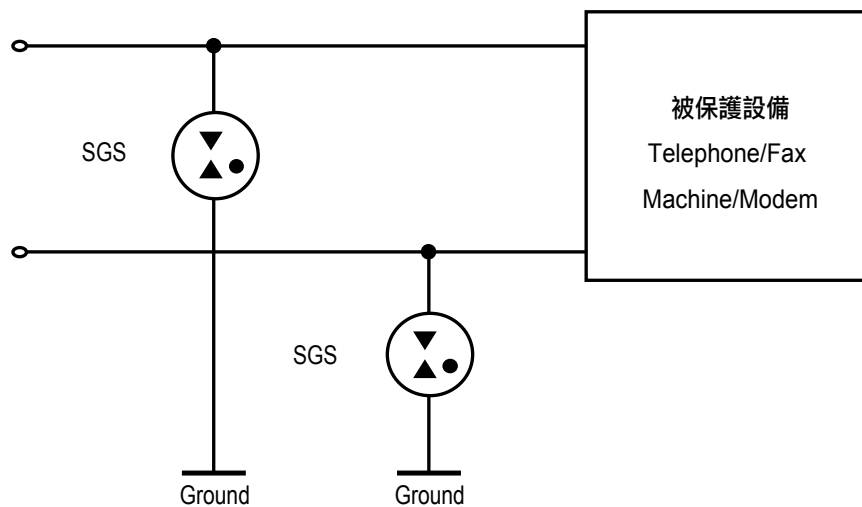 被保護設備
Telephone/Fax
Machine/Modem
SGS
SGS
Ground
Ground